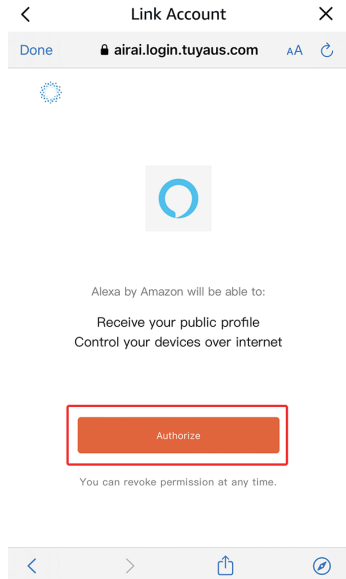 Link Account
Done airai.login.tuyaus.com AA
Alexa by Amazon will be able to:
Receive your public profile
Control your devices over internet
Authorize
You can revoke permission at any time.